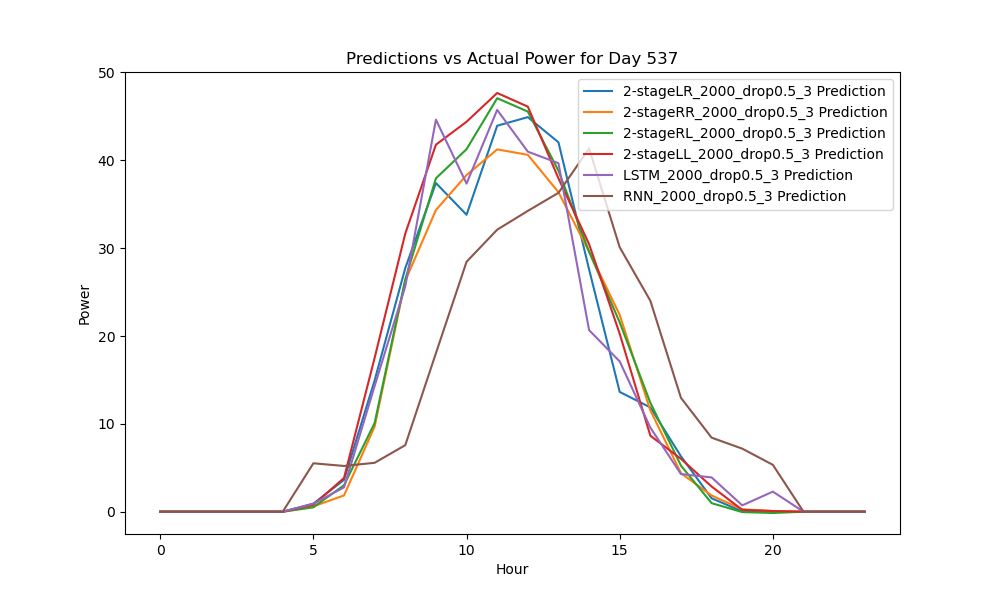 Predictions vs Actual Power for Day 537
50
40
30
20
10
0
Power
2-stageLR_2000_drop0.5_3 Prediction
2-stageRR_2000_drop0.5_3 Prediction
2-stageRL_2000_drop0.5_3 Prediction
2-stageLL_2000_drop0.5_3 Prediction
LSTM_2000_drop0.5_3 Prediction
RNN_2000_drop0.5_3 Prediction
0 5 10 15 20
Hour